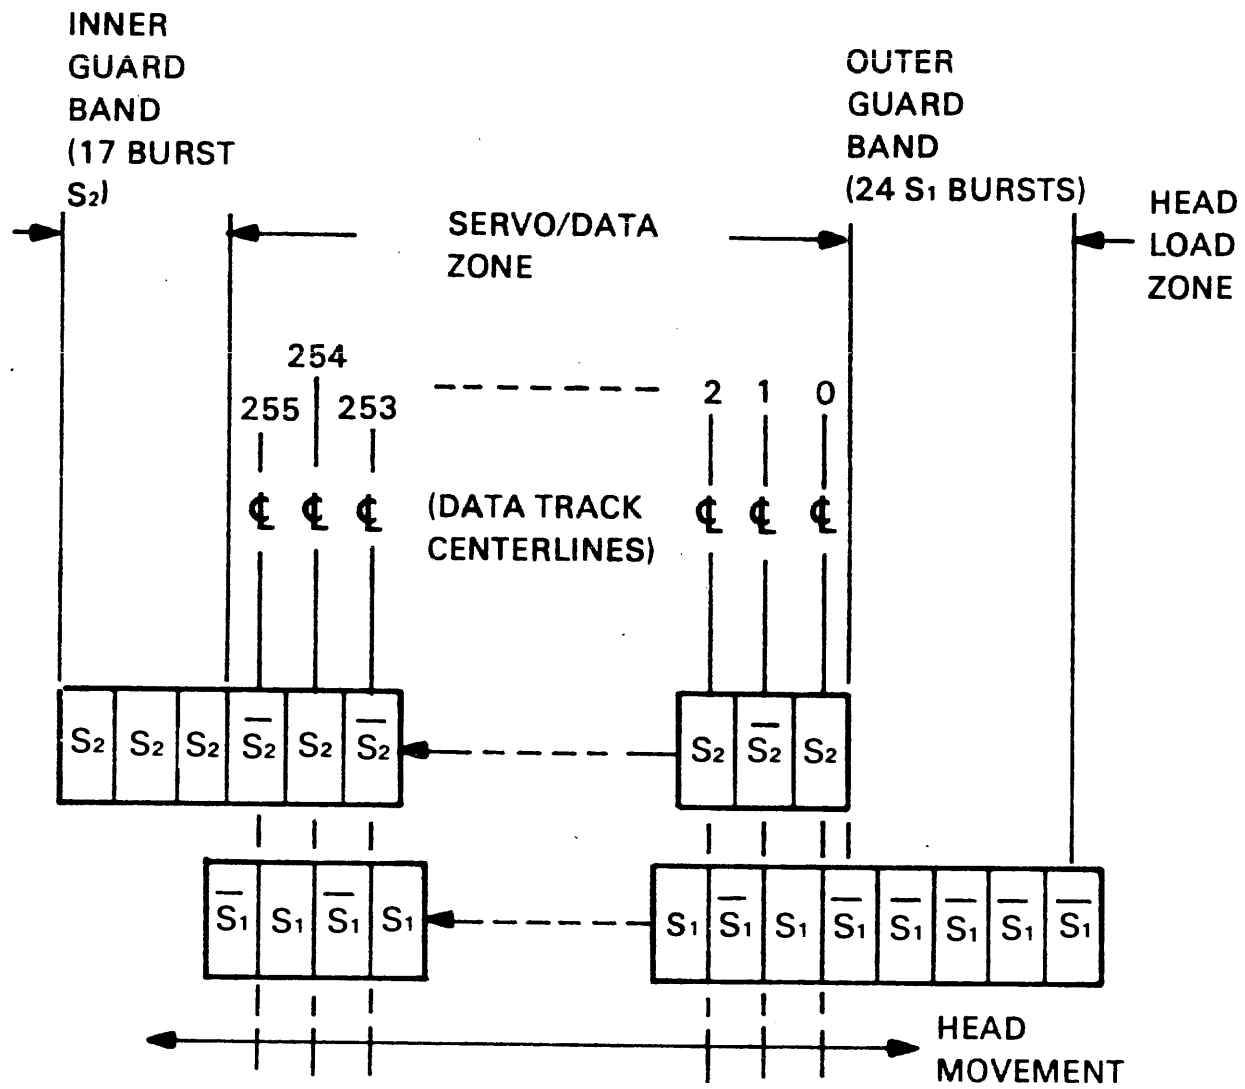 INNER
GUARD
BAND
(17 BURST
S₂)
OUTER
GUARD
BAND
(24 S₁ BURSTS)
HEAD
LOAD
ZONE
SERVO/DATA
ZONE
254
255 253
2 1 0
℄ ℄ ℄ (DATA TRACK ℄ ℄ ℄
CENTERLINES)
S₂ S₂ S₂ S̅₂ S₂ S̅₂ S₂ S̅₂ S₂
S̅₁ S₁ S̅₁ S₁ S₁ S̅₁ S₁ S̅₁ S̅₁ S̅₁ S̅₁ S̅₁
HEAD
MOVEMENT